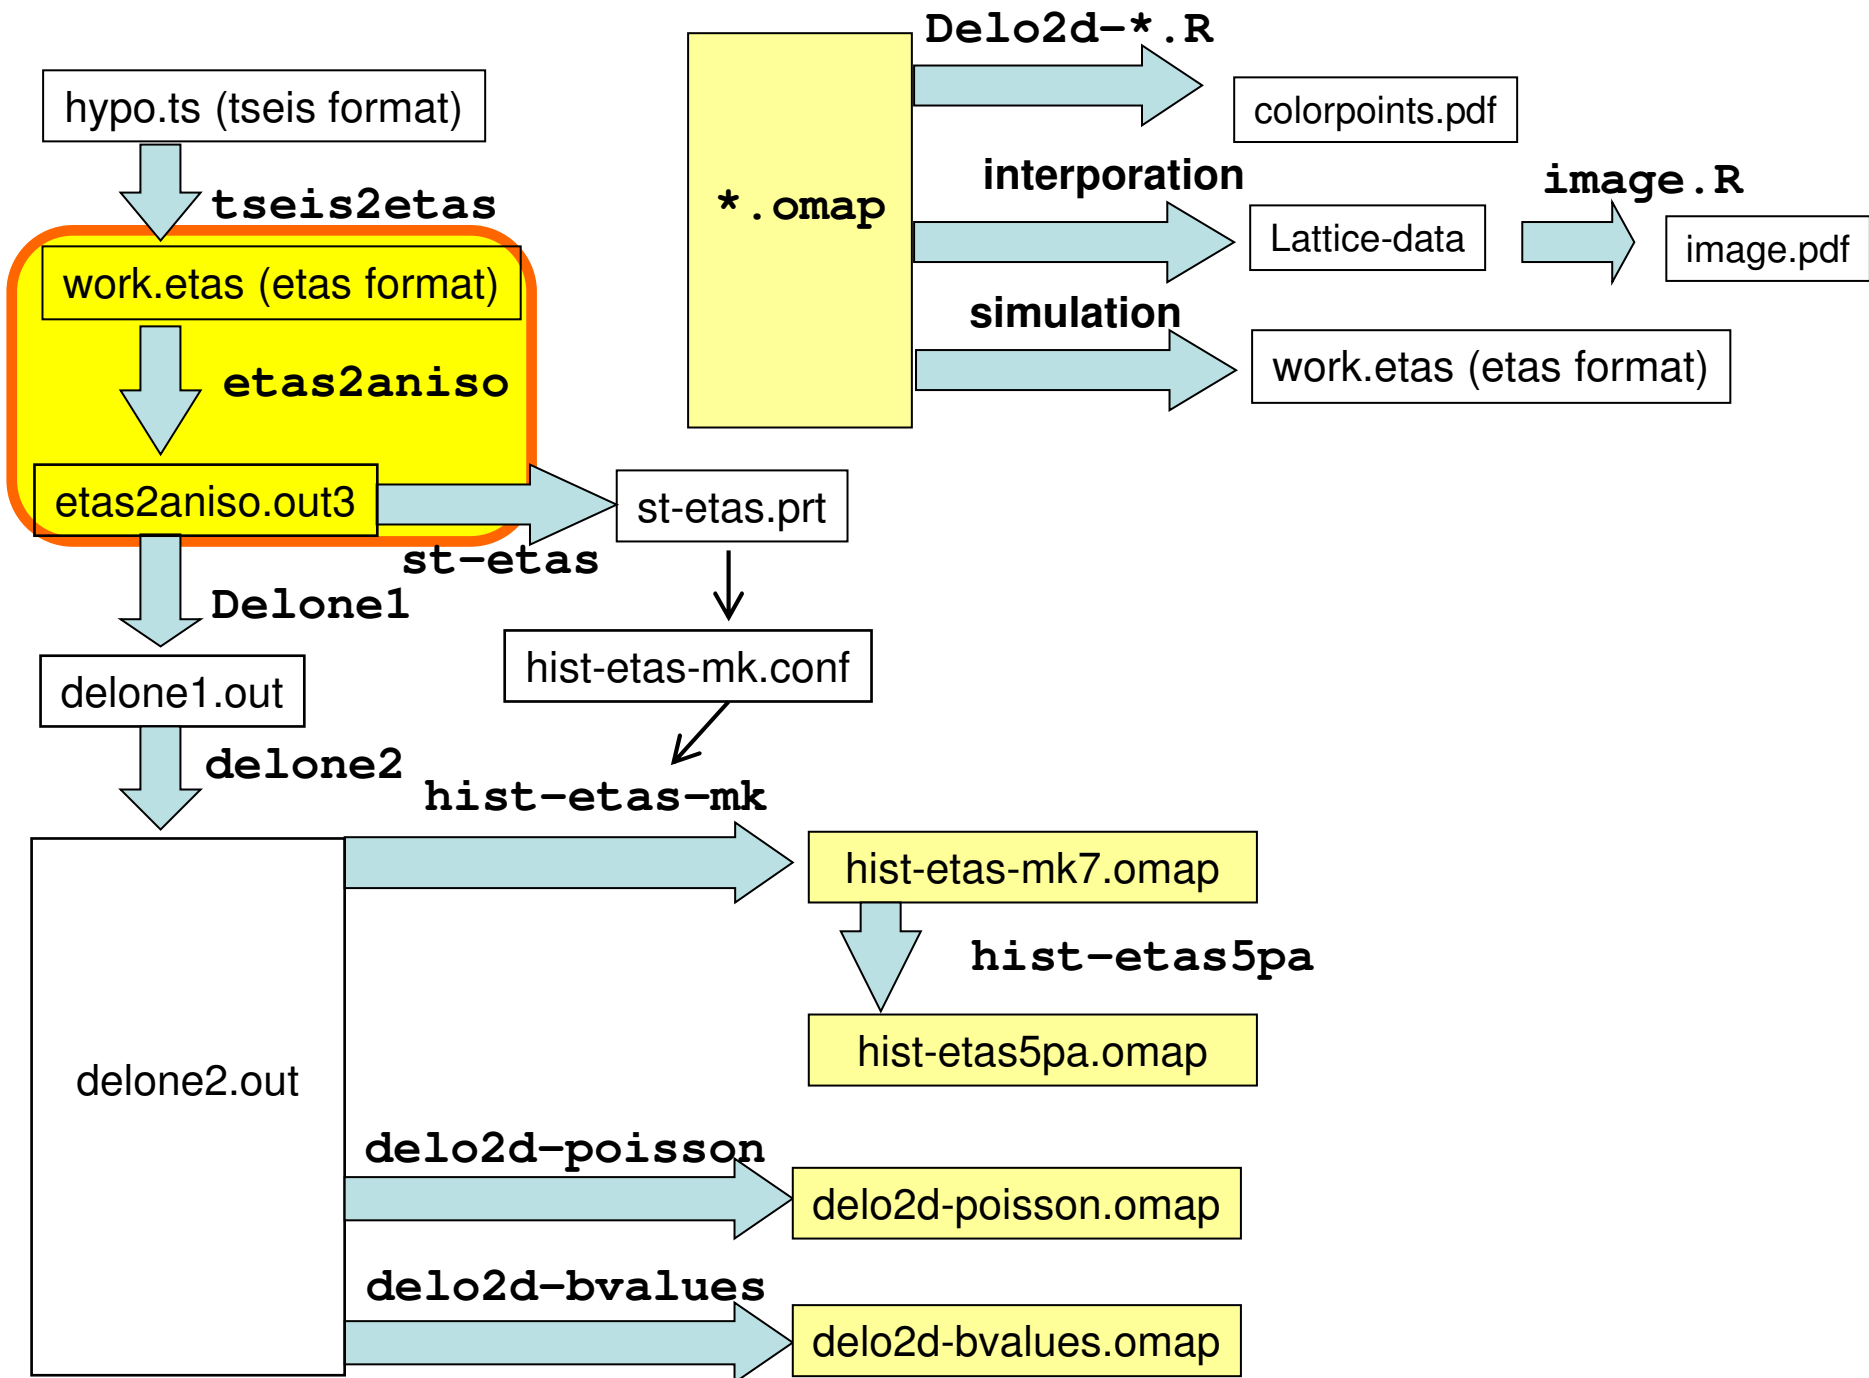 hypo.ts (tseis format)
tseis2etas
work.etas (etas format)
etas2aniso
etas2aniso.out3
st-etas
st-etas.prt
Delone1
delone1.out
hist-etas-mk.conf
delone2
delone2.out
hist-etas-mk
hist-etas-mk7.omap
hist-etas5pa
hist-etas5pa.omap
delo2d-poisson
delo2d-poisson.omap
delo2d-bvalues
delo2d-bvalues.omap
*.omap
Delo2d-*.R
colorpoints.pdf
interporation
Lattice-data
image.R
image.pdf
simulation
work.etas (etas format)